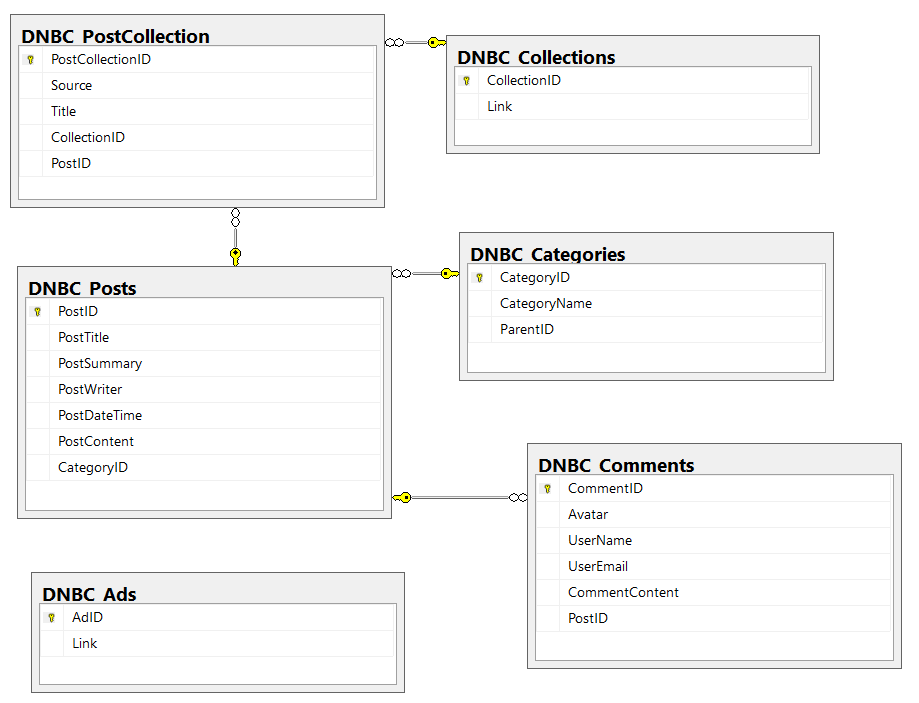 DNBC_PostCollection
PostCollectionID
Source
Title
CollectionID
PostID
DNBC_Collections
CollectionID
Link
DNBC_Posts
PostID
PostTitle
PostSummary
PostWriter
PostDateTime
PostContent
CategoryID
DNBC_Categories
CategoryID
CategoryName
ParentID
DNBC_Comments
CommentID
Avatar
UserName
UserEmail
CommentContent
PostID
DNBC_Ads
AdID
Link